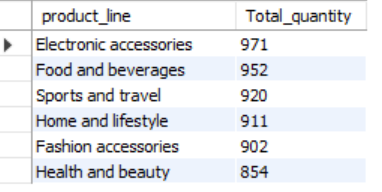 product_line Total_quantity
Electronic accessories 971
Food and beverages 952
Sports and travel 920
Home and lifestyle 911
Fashion accessories 902
Health and beauty 854